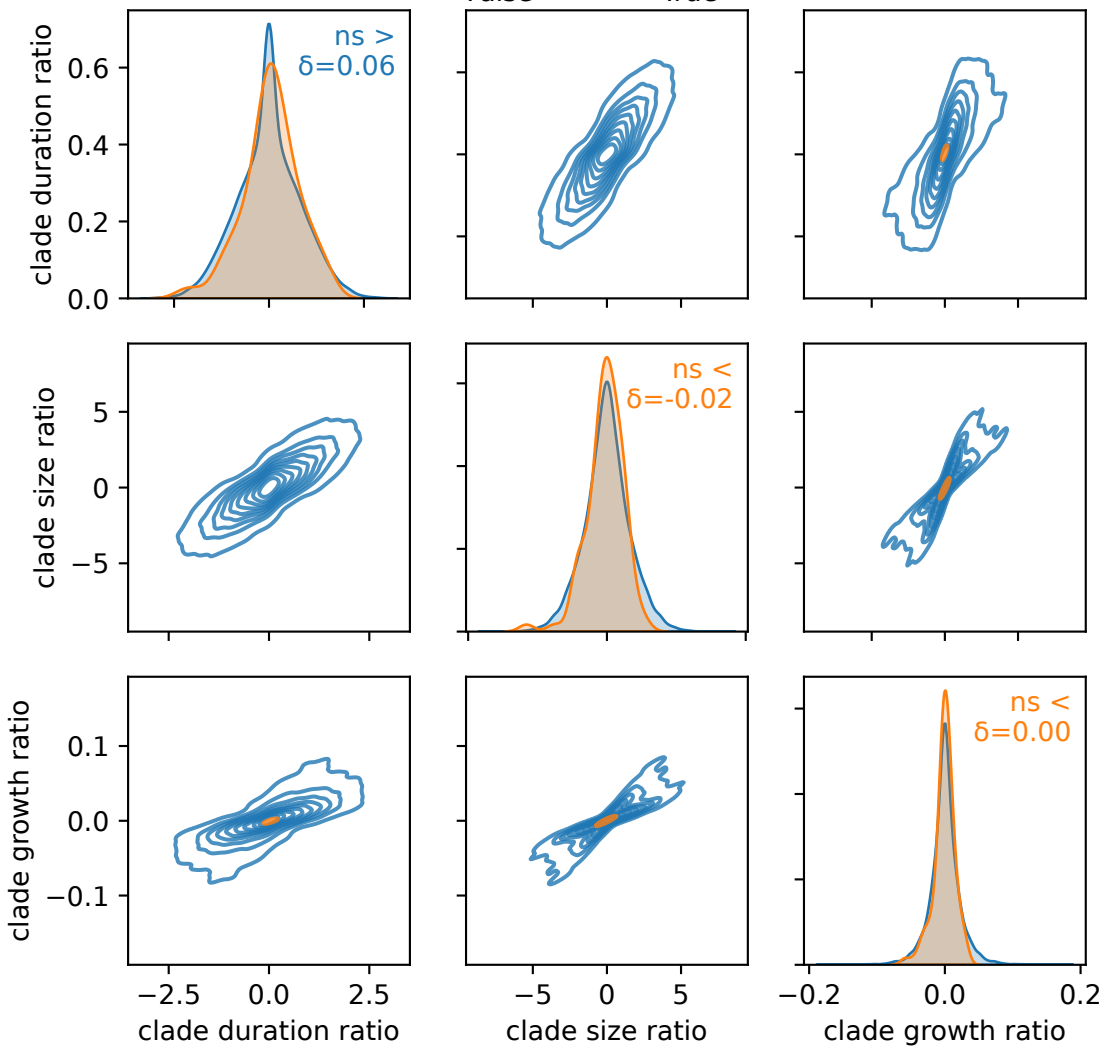 clade duration ratio
0.6
0.4
0.2
0.0
ns >
δ=0.06
clade size ratio
5
0
−5
ns <
δ=-0.02
clade growth ratio
0.1
0.0
−0.1
ns <
δ=0.00
−2.5 0.0 2.5
−5 0 5
−0.2 0.0 0.2
clade duration ratio
clade size ratio
clade growth ratio